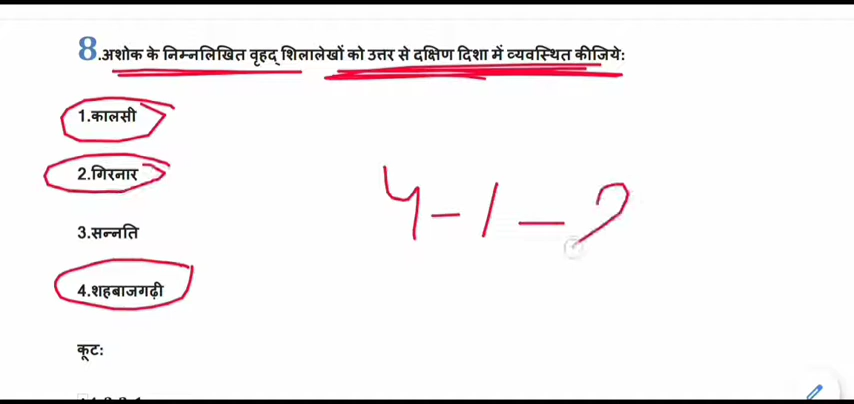 8.अशोक के निम्नलिखित वृहद् शिलालेखों को उत्तर से दक्षिण दिशा में व्यवस्थित कीजिये:
1.कालसी
2.गिरनार
4 – 1 – 2
3.सन्नति
4.शहबाजगढ़ी
कूट: